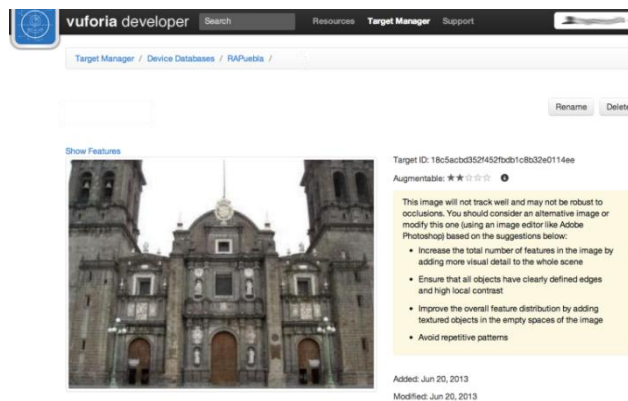 vuforia developer Search Resources Target Manager Support
Target Manager / Device Databases / RAPuebla /
Rename Delete
Show Features
Target ID: 18c5acbd352f452fbdb1c8b32e0114ee
Augmentable:
This image will not track well and may not be robust to
occlusions. You should consider an alternative image or
modify this one (using an image editor like Adobe
Photoshop) based on the suggestions below:
• Increase the total number of features in the image by
adding more visual detail to the whole scene
• Ensure that all objects have clearly defined edges
and high local contrast
• Improve the overall feature distribution by adding
textured objects in the empty spaces of the image
• Avoid repetitive patterns
Added: Jun 20, 2013
Modified: Jun 20, 2013